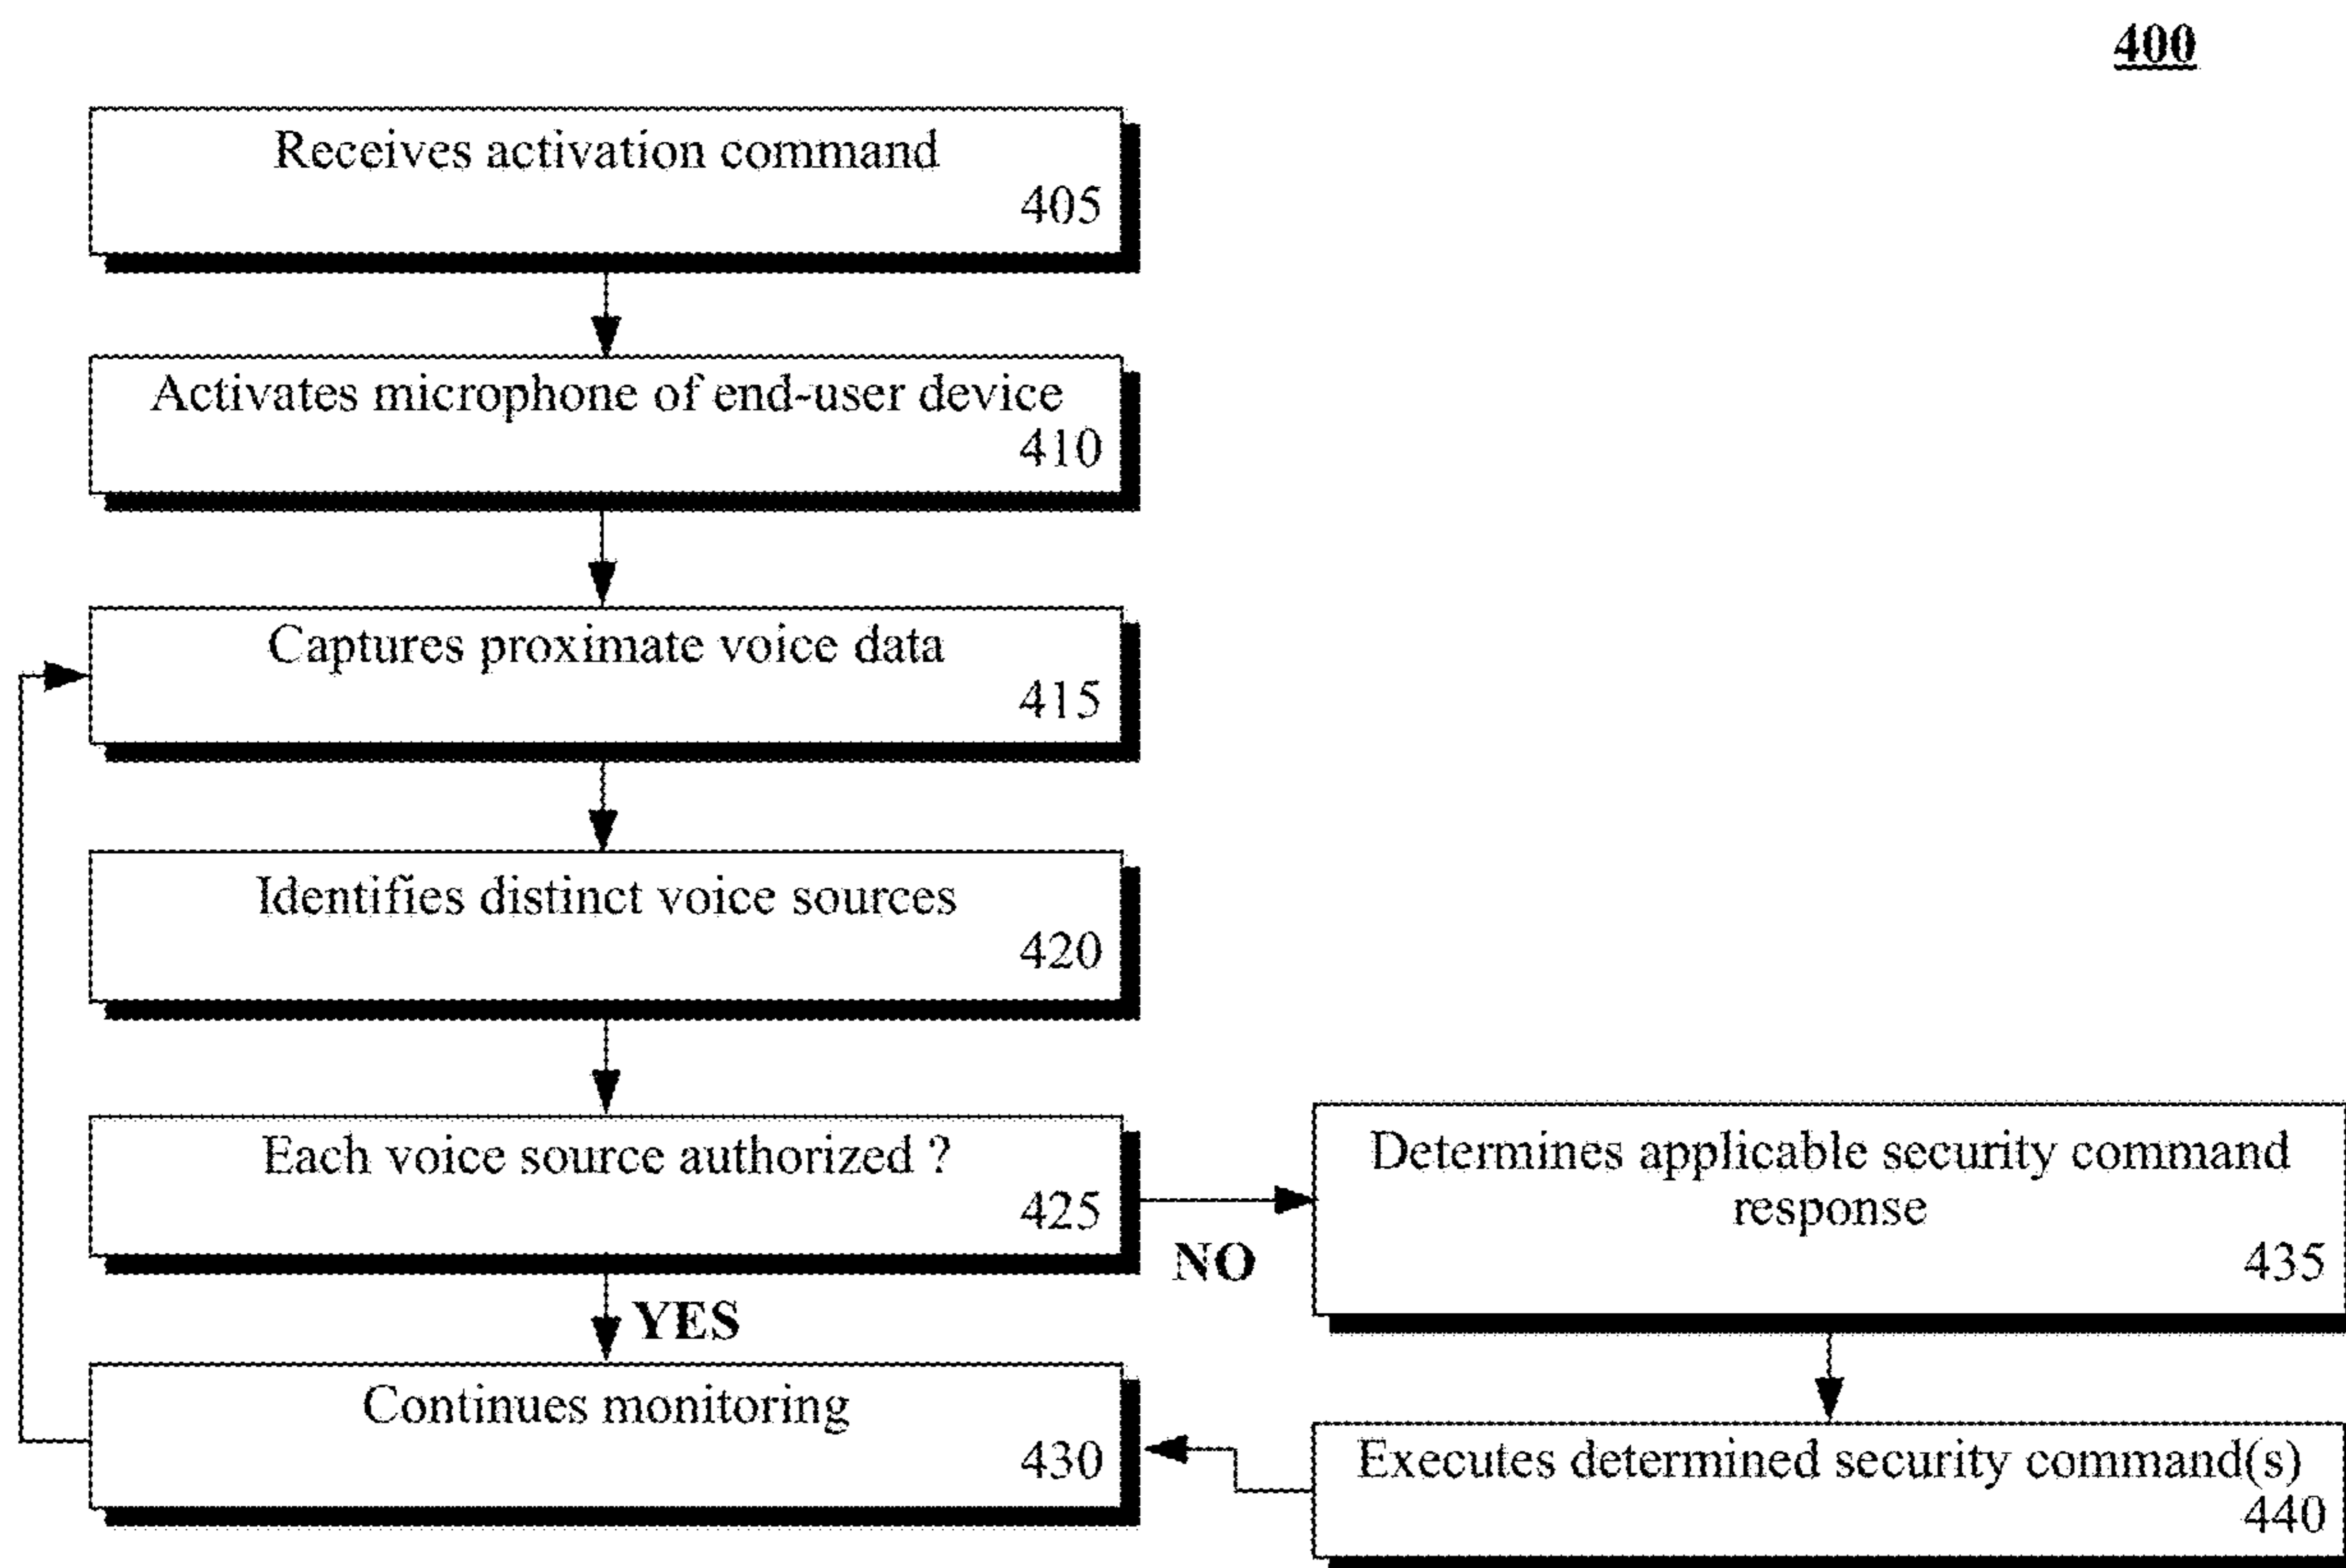 400
Receives activation command
405
Activates microphone of end-user device
410
Captures proximate voice data
415
Identifies distinct voice sources
420
Each voice source authorized ?
425
NO
YES
Continues monitoring
430
Determines applicable security command
response
435
Executes determined security command(s)
440